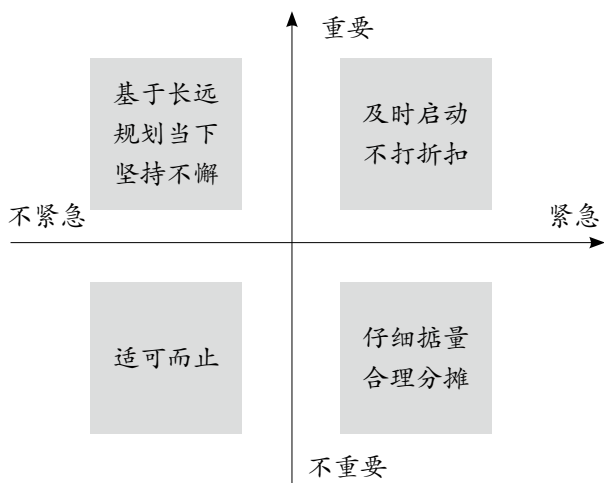 重要
基于长远
规划当下
坚持不懈
及时启动
不打折扣
不紧急
紧急
适可而止
仔细掂量
合理分摊
不重要